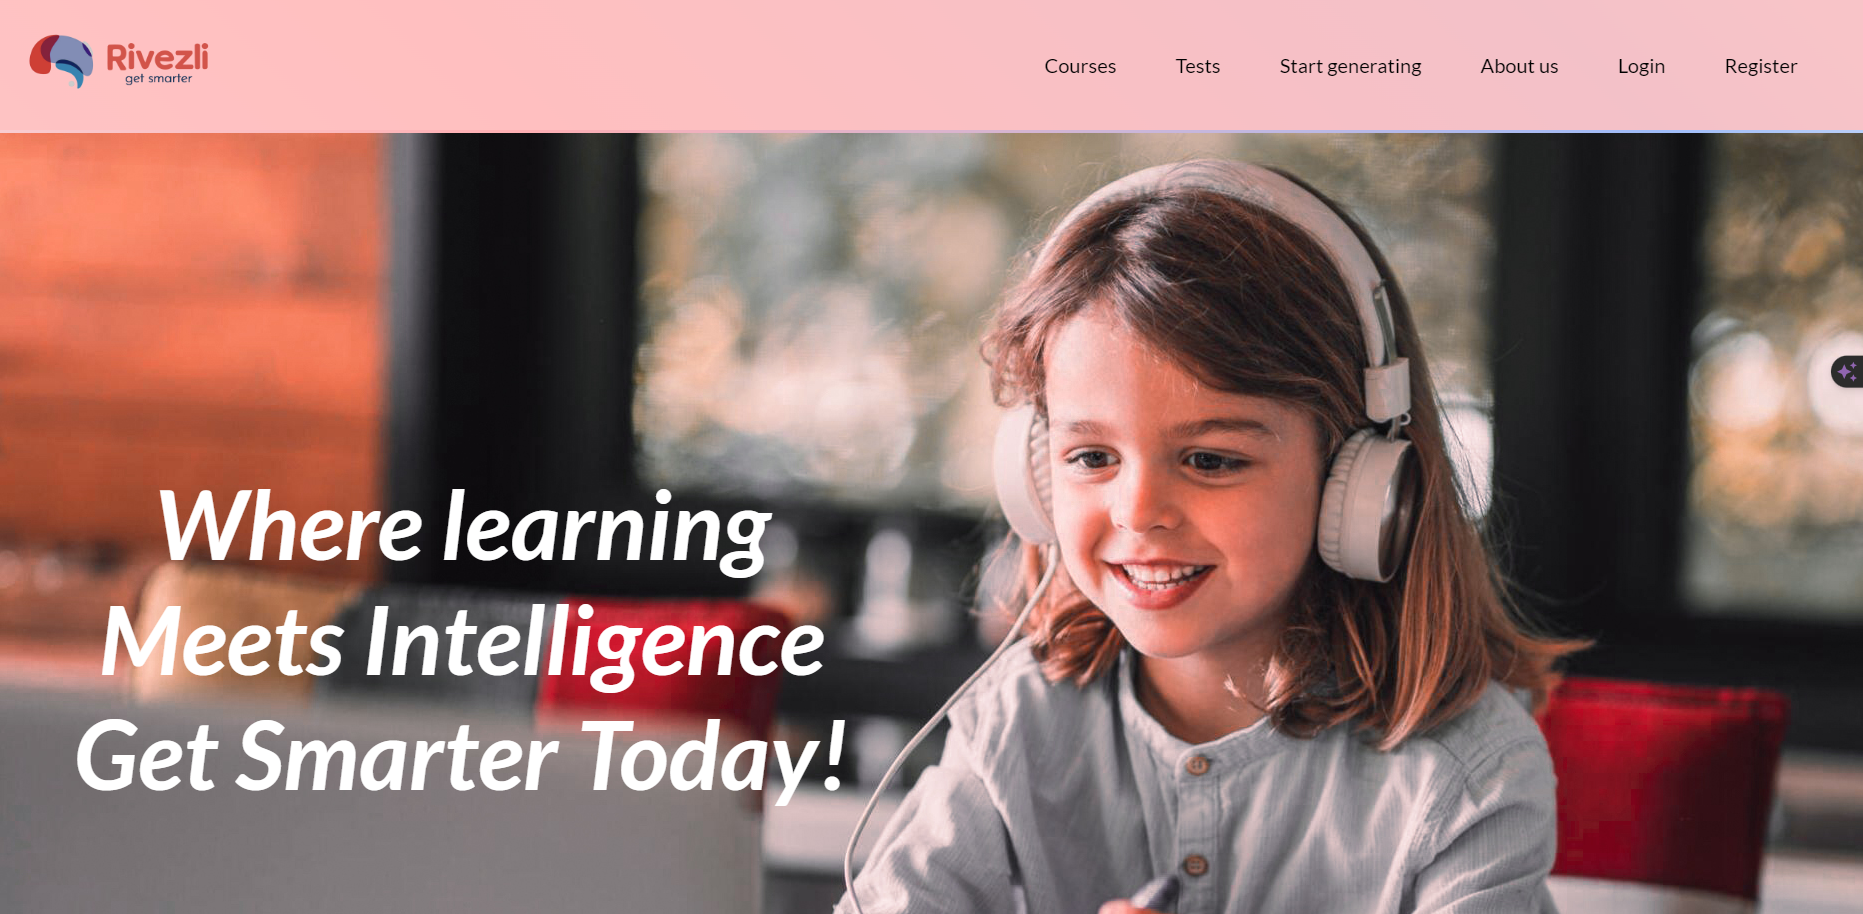 Rivezli
get smarter
Courses
Tests
Start generating
About us
Login
Register
Where learning
Meets Intelligence
Get Smarter Today!